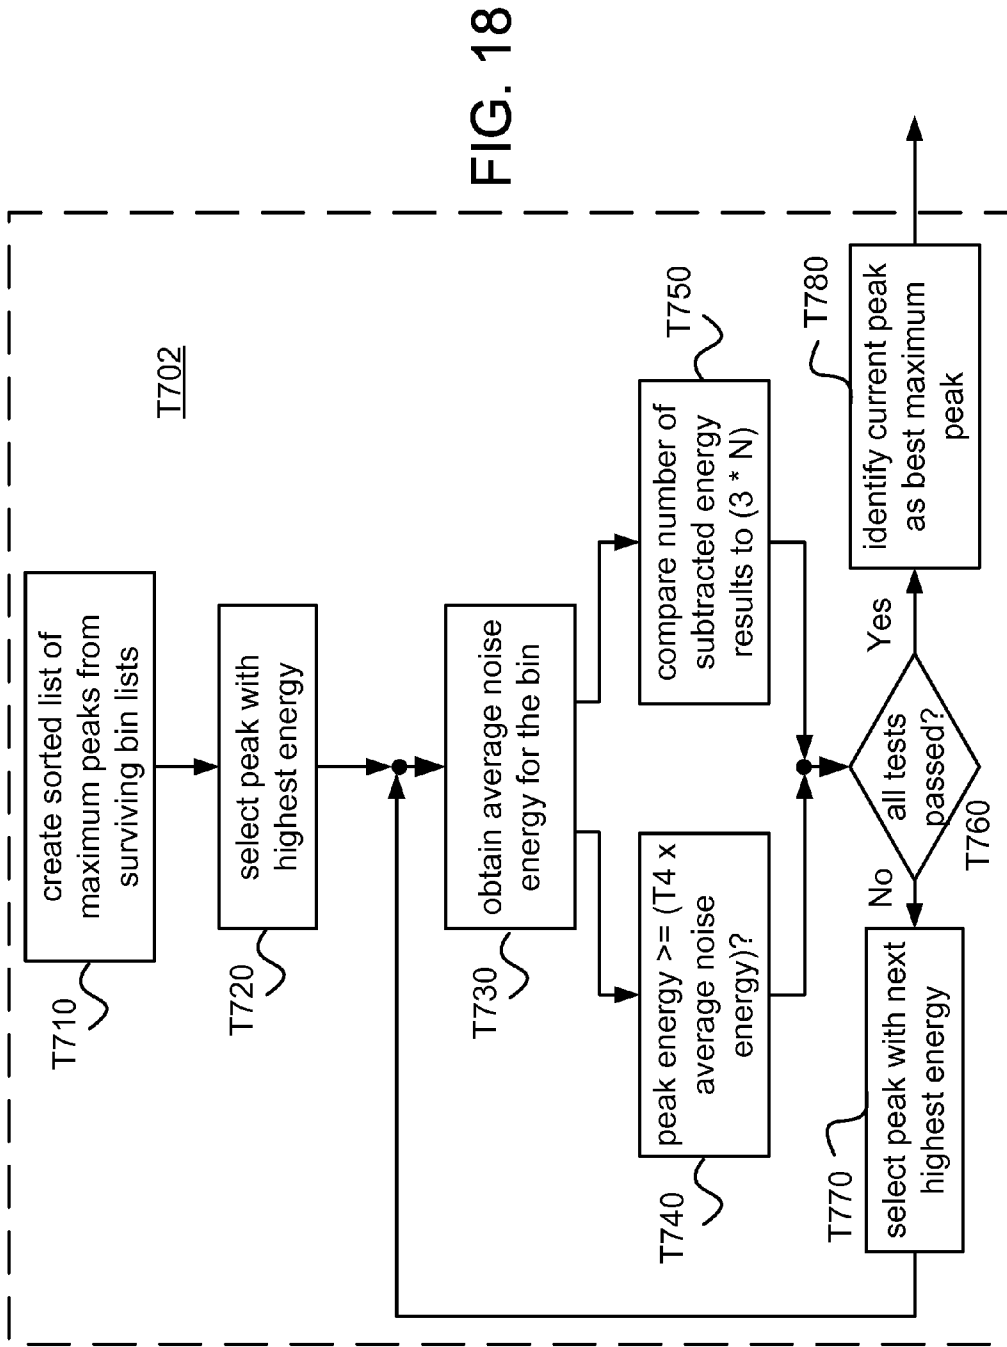 T702
create sorted list of
maximum peaks from
surviving bin lists
T710
select peak with
highest energy
T720
obtain average noise
energy for the bin
T730
peak energy >= (T4 x
average noise
energy)?
T740
compare number of
subtracted energy
results to (3 * N)
T750
all tests
passed?
T760
No
Yes
select peak with next
highest energy
T770
identify current peak
as best maximum
peak
T780
FIG. 18